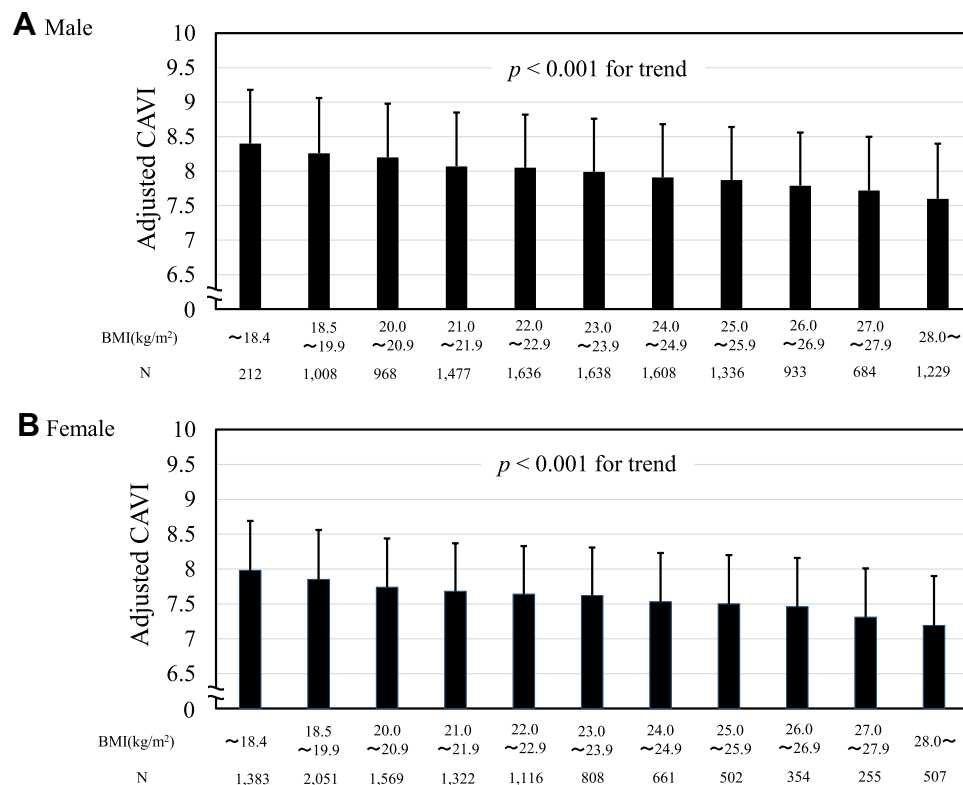 A Male
Adjusted CAVI
10
9.5
9
8.5
8
7.5
7
6.5
0
p < 0.001 for trend
BMI(kg/m²) ~18.4 18.5 ~19.9 20.0 ~20.9 21.0 ~21.9 22.0 ~22.9 23.0 ~23.9 24.0 ~24.9 25.0 ~25.9 26.0 ~26.9 27.0 ~27.9 28.0~
N 212 1,008 968 1,477 1,636 1,638 1,608 1,336 933 684 1,229
B Female
Adjusted CAVI
10
9.5
9
8.5
8
7.5
7
6.5
0
p < 0.001 for trend
BMI(kg/m²) ~18.4 18.5 ~19.9 20.0 ~20.9 21.0 ~21.9 22.0 ~22.9 23.0 ~23.9 24.0 ~24.9 25.0 ~25.9 26.0 ~26.9 27.0 ~27.9 28.0~
N 1,383 2,051 1,569 1,322 1,116 808 661 502 354 255 507